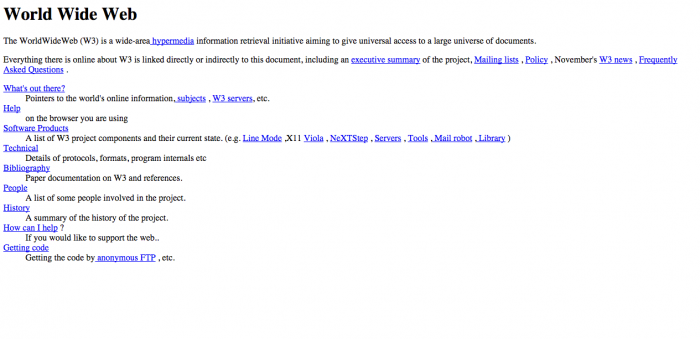 World Wide Web
The WorldWideWeb (W3) is a wide-area hypermedia information retrieval initiative aiming to give universal access to a large universe of documents.
Everything there is online about W3 is linked directly or indirectly to this document, including an executive summary of the project, Mailing lists , Policy , November's W3 news , Frequently
Asked Questions .
What's out there?
Pointers to the world's online information, subjects , W3 servers, etc.
Help
on the browser you are using
Software Products
A list of W3 project components and their current state. (e.g. Line Mode ,X11 Viola , NeXTStep , Servers , Tools , Mail robot , Library )
Technical
Details of protocols, formats, program internals etc
Bibliography
Paper documentation on W3 and references.
People
A list of some people involved in the project.
History
A summary of the history of the project.
How can I help ?
If you would like to support the web..
Getting code
Getting the code by anonymous FTP , etc.